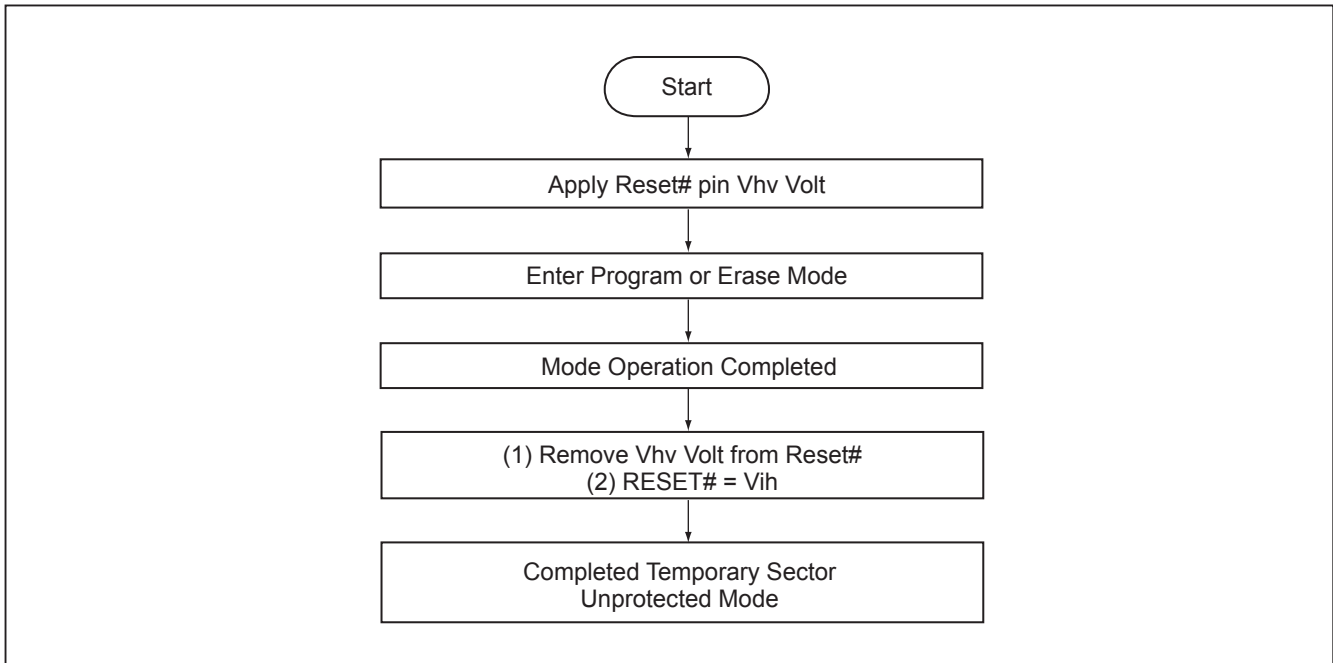 Start
Apply Reset# pin Vhv Volt
Enter Program or Erase Mode
Mode Operation Completed
(1) Remove Vhv Volt from Reset#
(2) RESET# = Vih
Completed Temporary Sector
Unprotected Mode